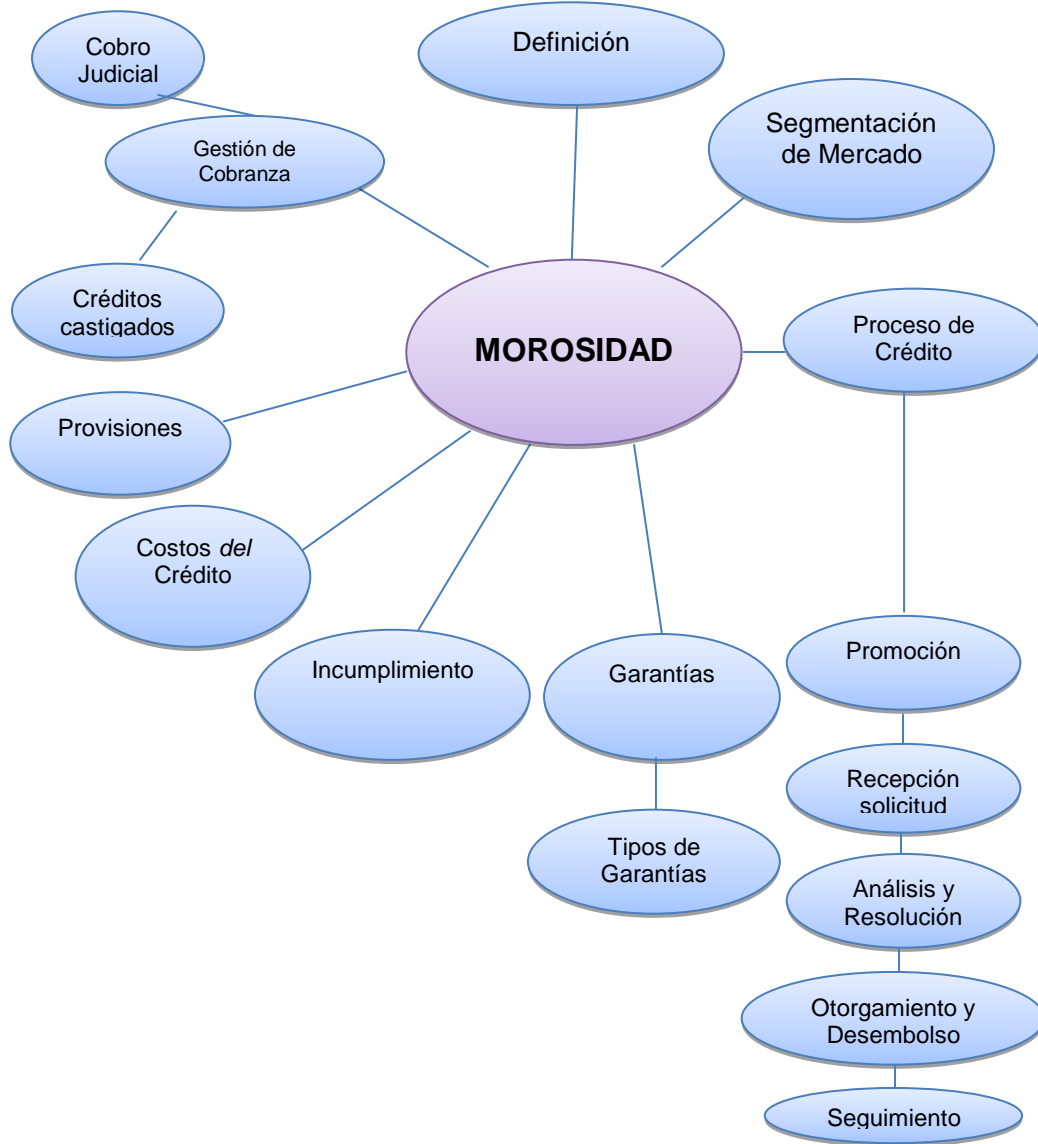 Cobro
Judicial
Definición
Segmentación
de Mercado
Gestión de
Cobranza
Créditos
castigados
MOROSIDAD
Proceso de
Crédito
Provisiones
Costos del
Crédito
Incumplimiento
Garantías
Promoción
Recepción
solicitud
Tipos de
Garantías
Análisis y
Resolución
Otorgamiento y
Desembolso
Seguimiento